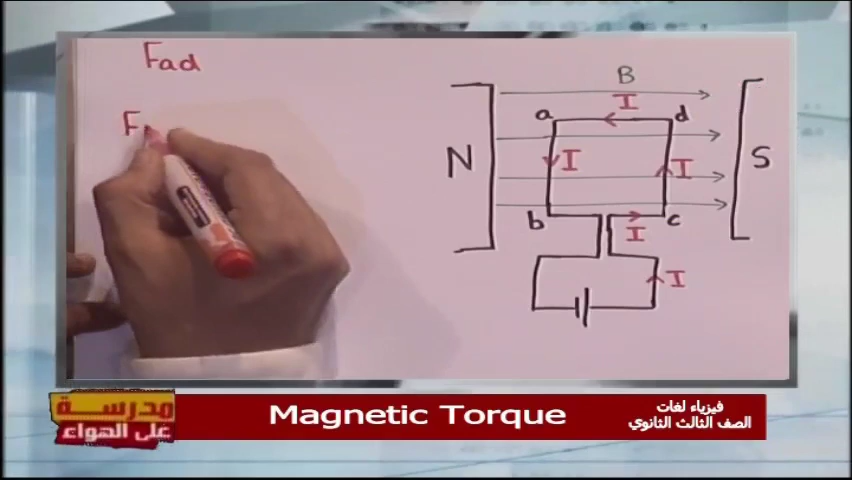 Fad
F
B
I
a
d
N
I
I
S
b
c
I
I
مدرسة
على الهواء
Magnetic Torque
فيزياء لغات
الصف الثالث الثانوي